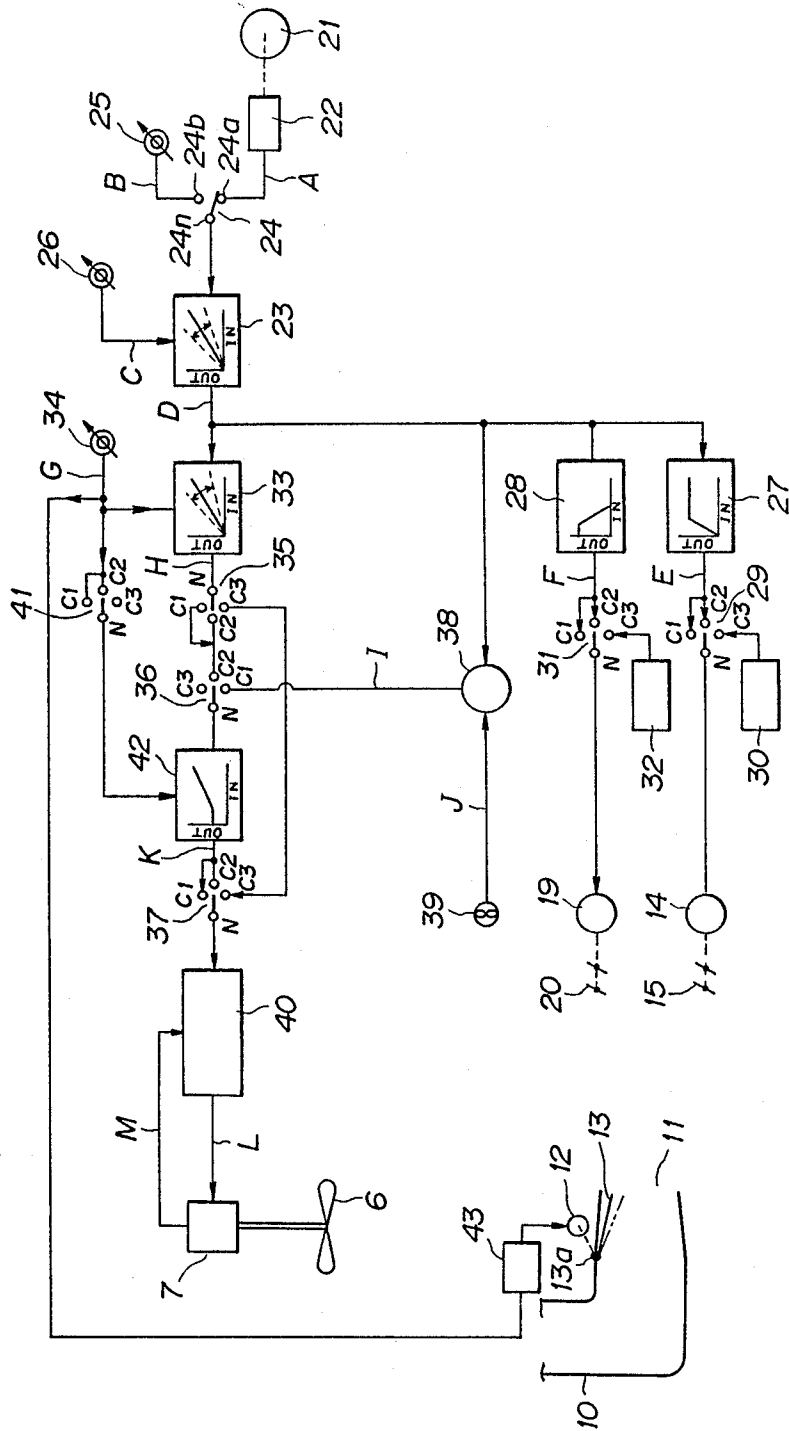 21
25
24b
24a
22
B
A
24n
24
26
C
OUT
IN
23
D
34
G
OUT
IN
33
H
N
35
C1
C2
C3
41
C1
C2
C3
N
36
C3
C2
C1
N
I
38
J
39
42
OUT
IN
K
37
C1
C2
C3
N
40
M
L
7
6
28
OUT
IN
F
31
C1
C2
C3
N
32
19
20
27
OUT
IN
E
C1
C2
29
C3
N
30
14
15
43
12
13
13a
11
10